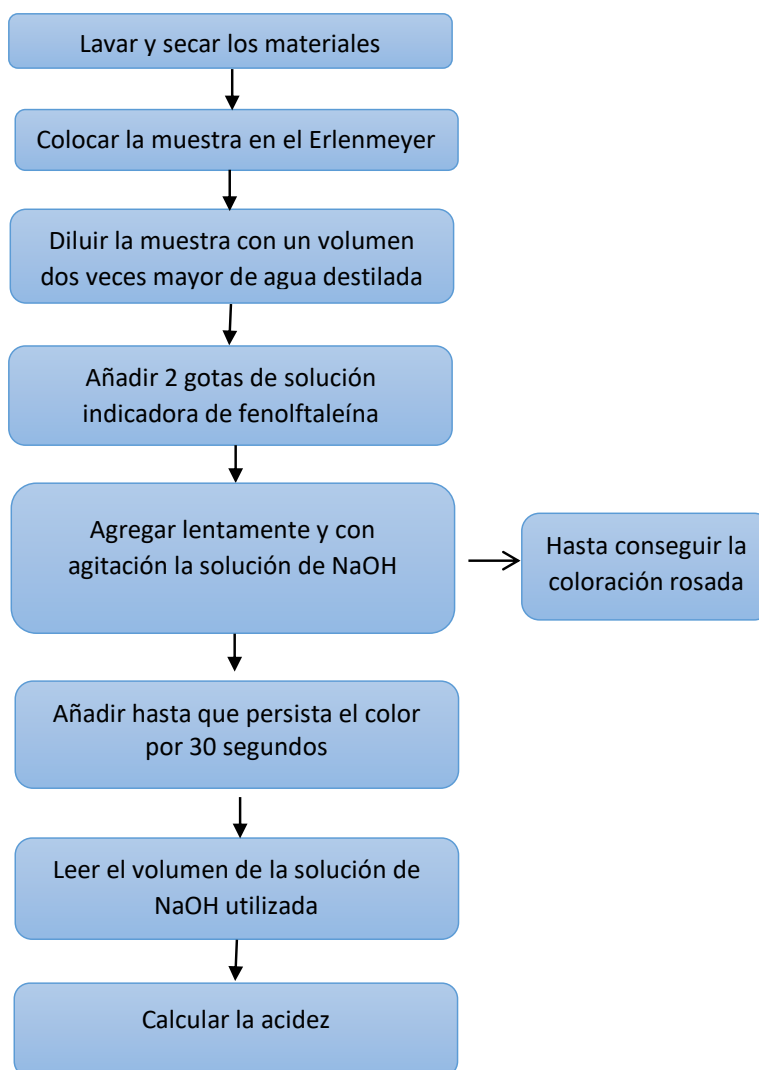 Lavar y secar los materiales
Colocar la muestra en el Erlenmeyer
Diluir la muestra con un volumen
dos veces mayor de agua destilada
Añadir 2 gotas de solución
indicadora de fenolftaleína
Agregar lentamente y con
agitación la solución de NaOH
Hasta conseguir la
coloración rosada
Añadir hasta que persista el color
por 30 segundos
Leer el volumen de la solución de
NaOH utilizada
Calcular la acidez